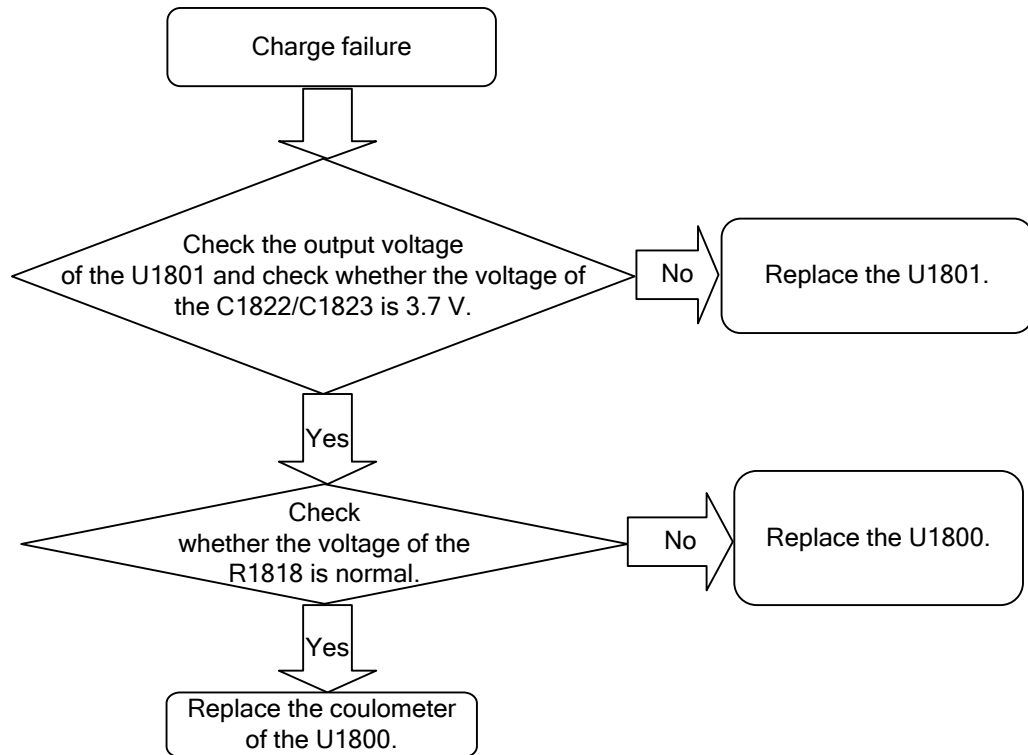 Charge failure
Check the output voltage
of the U1801 and check whether the voltage of
the C1822/C1823 is 3.7 V.
No
Replace the U1801.
Yes
Check
whether the voltage of the
R1818 is normal.
No
Replace the U1800.
Yes
Replace the coulometer
of the U1800.